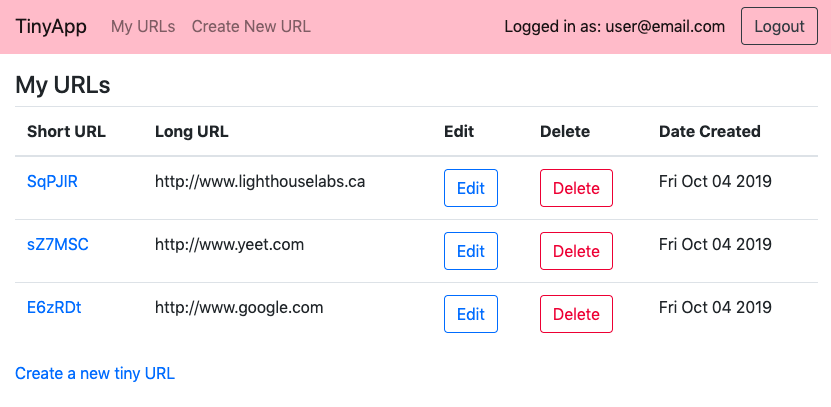 TinyApp My URLs Create New URL Logged in as: user@email.com Logout
My URLs
Short URL Long URL Edit Delete Date Created
SqPJlR http://www.lighthouselabs.ca Edit Delete Fri Oct 04 2019
sZ7MSC http://www.yeet.com Edit Delete Fri Oct 04 2019
E6zRDt http://www.google.com Edit Delete Fri Oct 04 2019
Create a new tiny URL